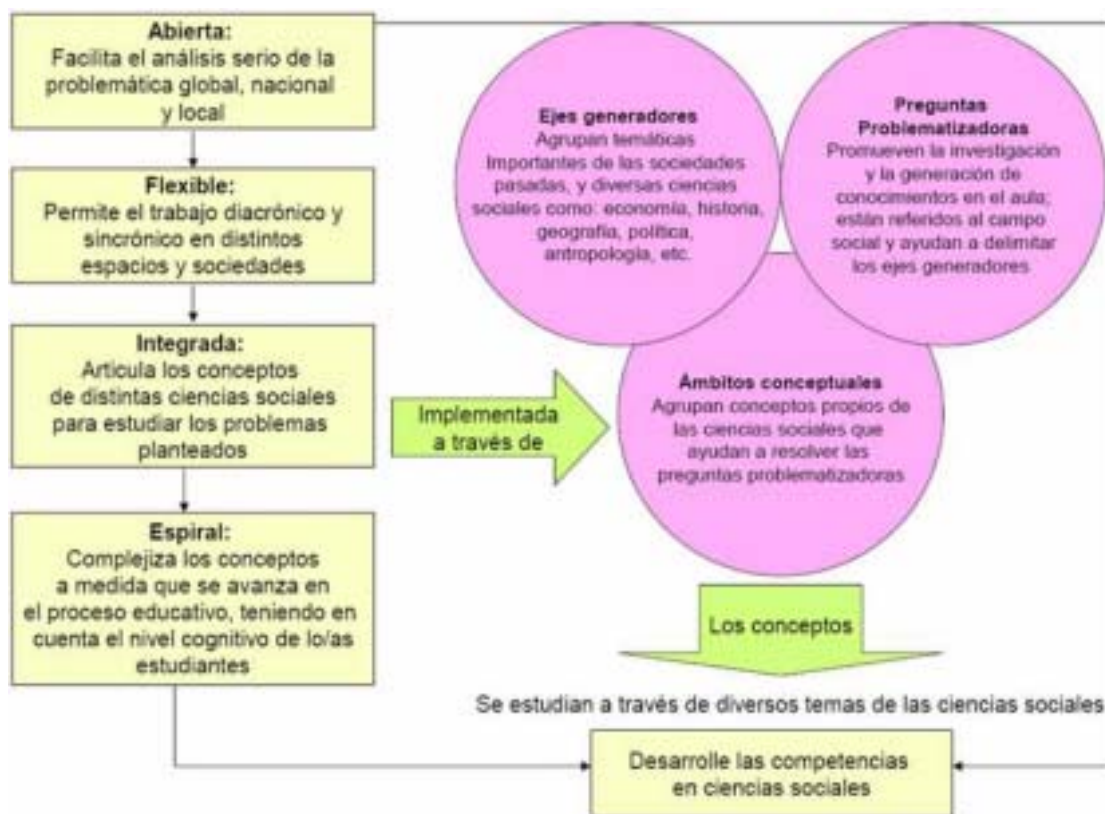 Abierta:
Facilita el análisis serio de la
problemática global, nacional
y local
Flexible:
Permite el trabajo diacrónico y
sincrónico en distintos
espacios y sociedades
Integrada:
Articula los conceptos
de distintas ciencias sociales
para estudiar los problemas
planteados
Espiral:
Complejiza los conceptos
a medida que se avanza en
el proceso educativo, teniendo en
cuenta el nivel cognitivo de lo/as
estudiantes
Implementada
a través de
Ejes generadores
Agrupan temáticas
Importantes de las sociedades
pasadas, y diversas ciencias
sociales como: economía, historia,
geografía, política,
antropología, etc.
Preguntas
Problematizadoras
Promueven la investigación
y la generación de
conocimientos en el aula;
están referidos al campo
social y ayudan a delimitar
los ejes generadores
Ámbitos conceptuales
Agrupan conceptos propios de
las ciencias sociales que
ayudan a resolver las
preguntas problematizadoras
Los conceptos
Se estudian a través de diversos temas de las ciencias sociales
Desarrolle las competencias
en ciencias sociales